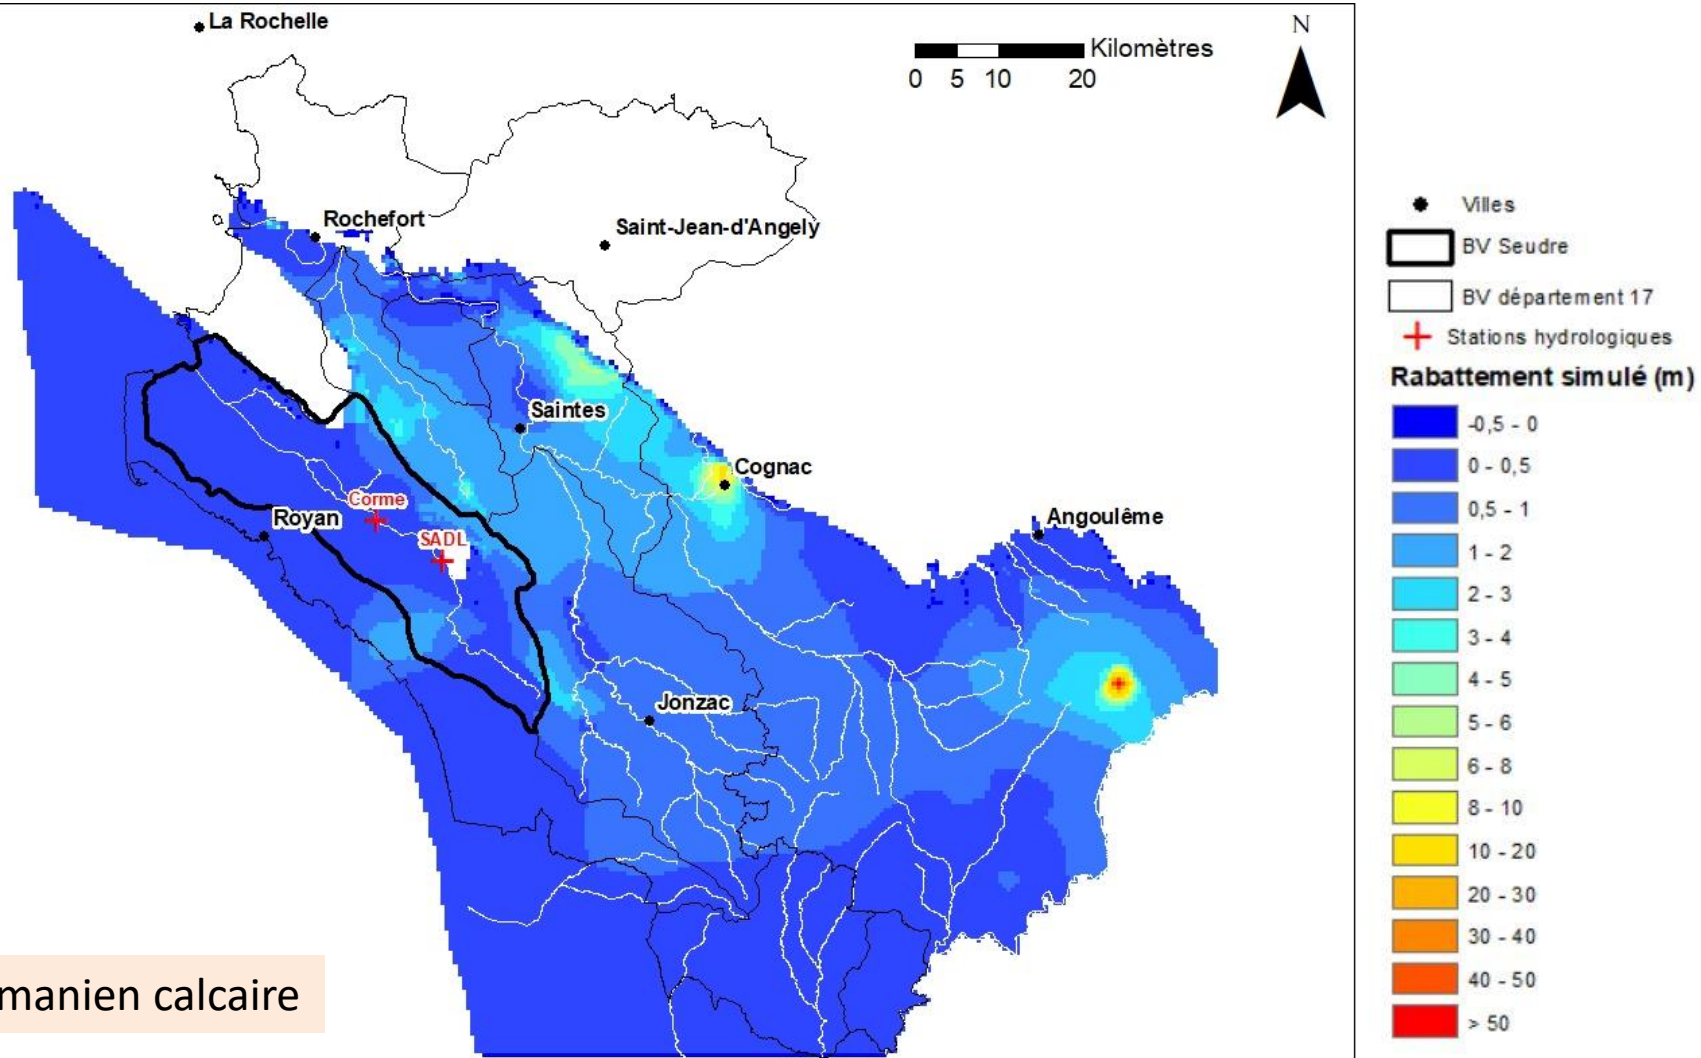 La Rochelle
N
Kilomètres
0 5 10 20
Rochefort
Saint-Jean-d'Angely
Saintes
Cognac
Corme
Royan
SADL
Angoulême
Jonzac
manien calcaire
Villes
BV Seudre
BV département 17
Stations hydrologiques
Rabattement simulé (m)
-0,5 - 0
0 - 0,5
0,5 - 1
1 - 2
2 - 3
3 - 4
4 - 5
5 - 6
6 - 8
8 - 10
10 - 20
20 - 30
30 - 40
40 - 50
> 50